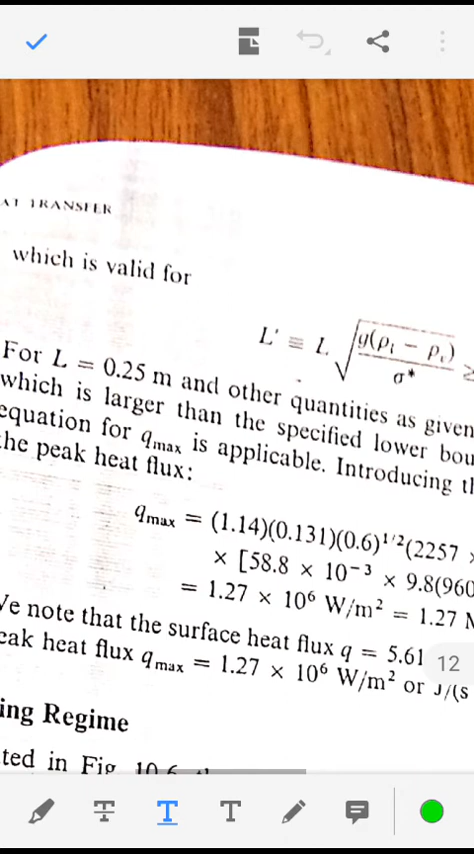 AT TRANSFER
which is valid for
L' ≡ L √(g(ρl − ρv)/σ*) ≥
For L = 0.25 m and other quantities as given
which is larger than the specified lower bou
equation for qmax is applicable. Introducing th
the peak heat flux:
qmax = (1.14)(0.131)(0.6)^1/2(2257 ×
× [58.8 × 10⁻³ × 9.8(960
= 1.27 × 10⁶ W/m² = 1.27 M
We note that the surface heat flux q = 5.61
eak heat flux qmax = 1.27 × 10⁶ W/m² or J/(s
12
ing Regime
ted in Fig. 10.6
T T T